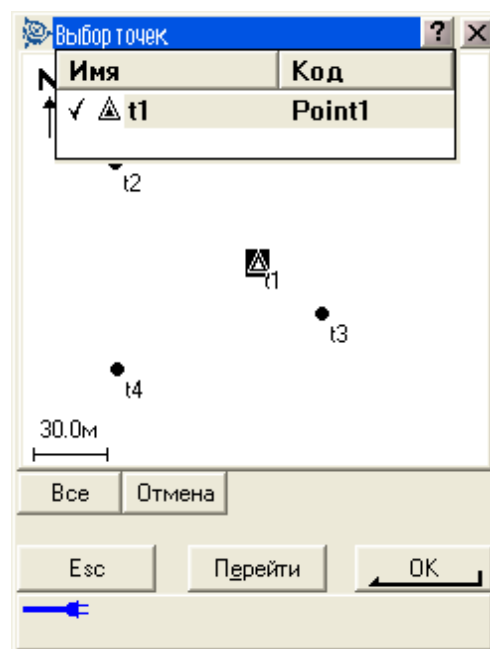 Выбор точек ? X
Имя Код
N
✓ t1 Point1
t2
t1
t3
t4
30.0м
Все Отмена
Esc Перейти OK